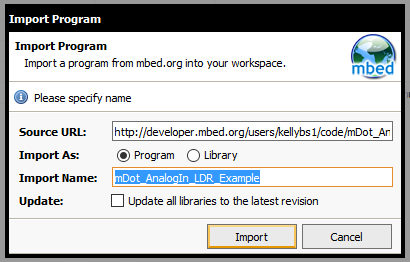 Import Program
Import Program
Import a program from mbed.org into your workspace.
mbed
Please specify name
Source URL: http://developer.mbed.org/users/kellybs1/code/mDot_An
Import As: Program Library
Import Name: mDot_AnalogIn_LDR_Example
Update: Update all libraries to the latest revision
Import Cancel